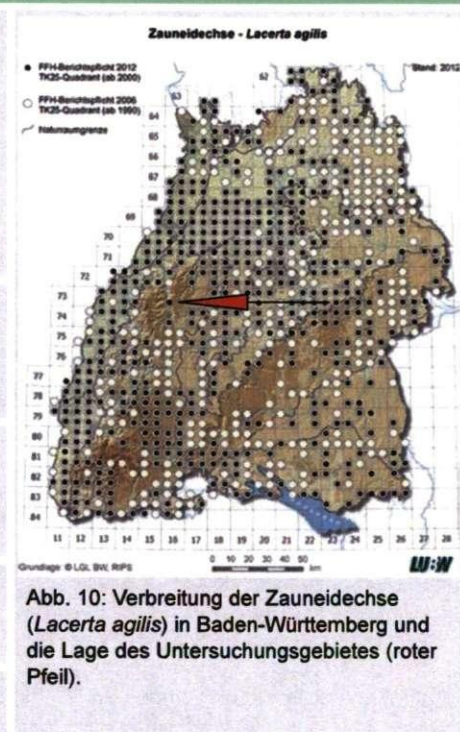 Zauneidechse - Lacerta agilis
FFH-Berichtspflicht 2012
TK25-Quadrant (ab 2000)
Stand: 2012
FFH-Berichtspflicht 2006
TK25-Quadrant (ab 1990)
Naturraumgrenze
62
63
64
65
66
67
68
69
70
71
72
73
74
75
76
77
78
79
80
81
82
83
84
11 12 13 14 15 16 17 18 19 20 21 22 23 24 25 26 27 28
Grundlage: © LGL BW, RIPS
0 10 20 30 40 50
km
LU:W
Abb. 10: Verbreitung der Zauneidechse
(Lacerta agilis) in Baden-Württemberg und
die Lage des Untersuchungsgebietes (roter
Pfeil).